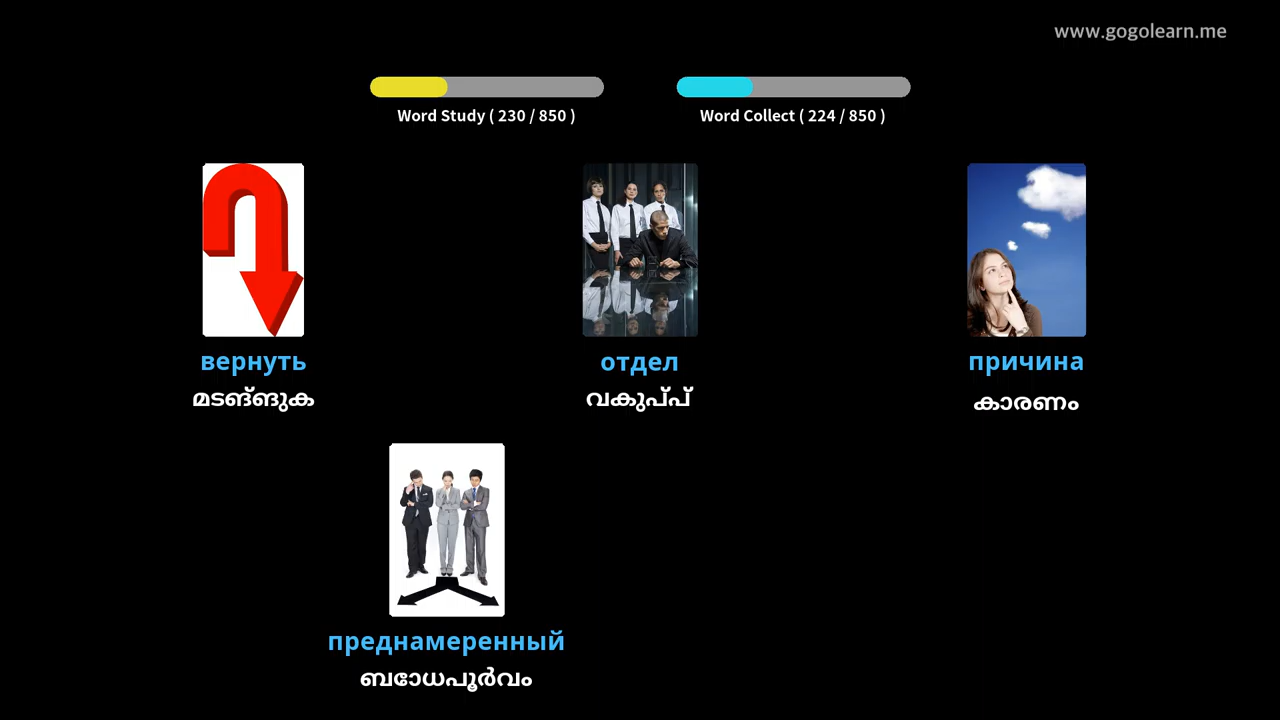 www.gogolearn.me
Word Study ( 230 / 850 )
Word Collect ( 224 / 850 )
вернуть
മടങ്ങുക
отдел
വകുപ്പ്
причина
കാരണം
преднамеренный
ബോധപൂർവം